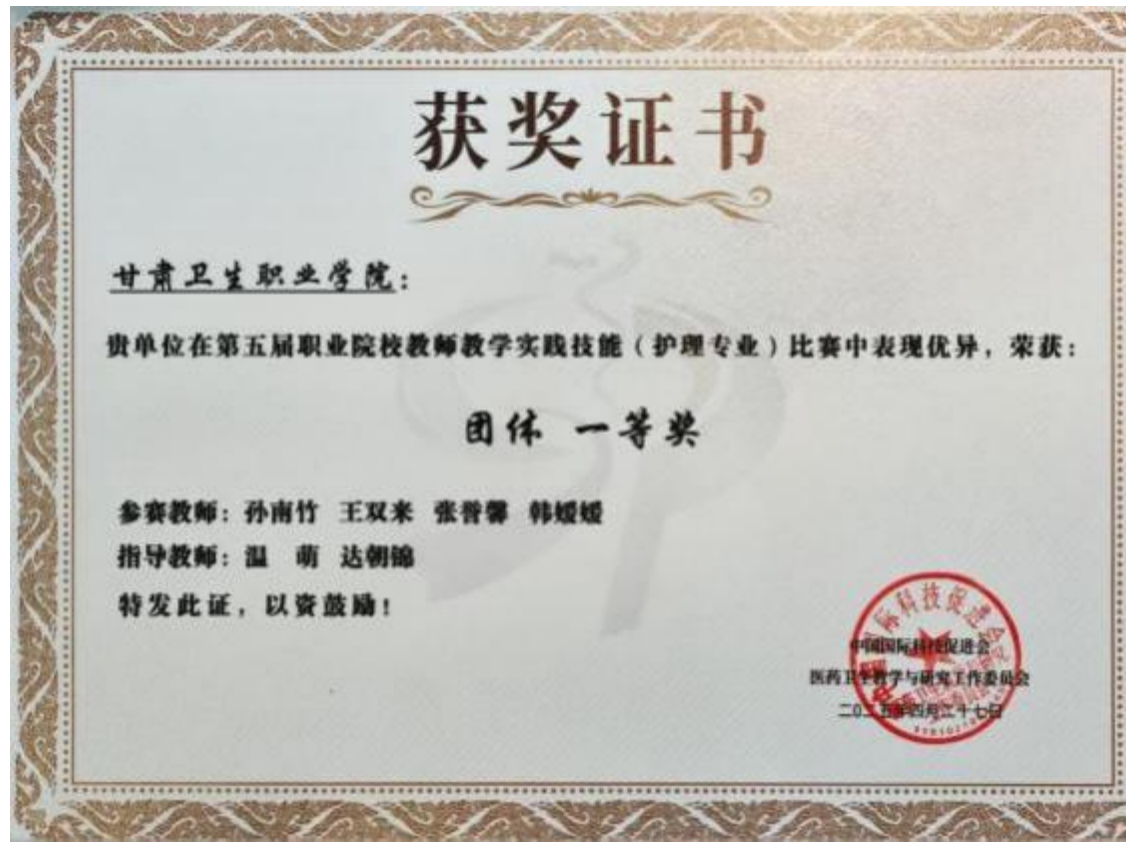 获奖证书
甘肃卫生职业学院：
贵单位在第五届职业院校教师教学实践技能（护理专业）比赛中表现优异，荣获：
团体 一等奖
参赛教师：孙南竹 王双来 张誉馨 韩媛媛
指导教师：温 萌 达朝锦
特发此证，以资鼓励！
中国国际科技促进会
医药卫生教学与研究工作委员会
二〇二五年四月二十七日